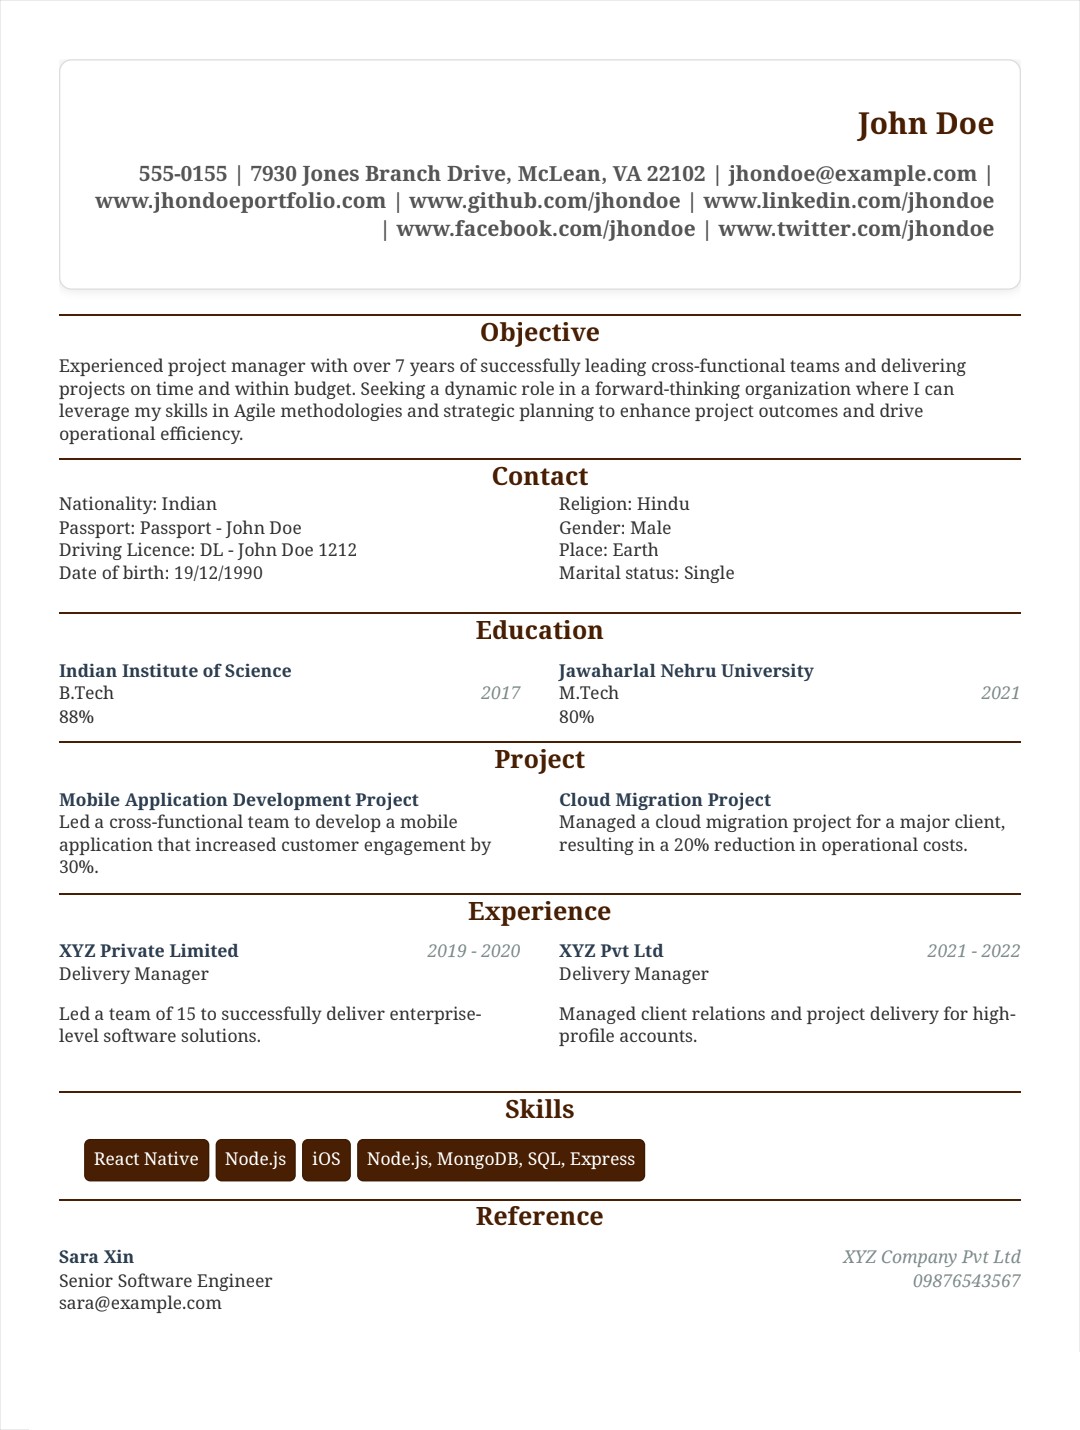 John Doe
555-0155 | 7930 Jones Branch Drive, McLean, VA 22102 | jhondoe@example.com |
www.jhondoeportfolio.com | www.github.com/jhondoe | www.linkedin.com/jhondoe
| www.facebook.com/jhondoe | www.twitter.com/jhondoe
Objective
Experienced project manager with over 7 years of successfully leading cross-functional teams and delivering
projects on time and within budget. Seeking a dynamic role in a forward-thinking organization where I can
leverage my skills in Agile methodologies and strategic planning to enhance project outcomes and drive
operational efficiency.
Contact
Nationality: Indian
Passport: Passport - John Doe
Driving Licence: DL - John Doe 1212
Date of birth: 19/12/1990
Religion: Hindu
Gender: Male
Place: Earth
Marital status: Single
Education
Indian Institute of Science
B.Tech 2017
88%
Jawaharlal Nehru University
M.Tech 2021
80%
Project
Mobile Application Development Project
Led a cross-functional team to develop a mobile
application that increased customer engagement by
30%.
Cloud Migration Project
Managed a cloud migration project for a major client,
resulting in a 20% reduction in operational costs.
Experience
XYZ Private Limited 2019 - 2020
Delivery Manager
Led a team of 15 to successfully deliver enterprise-
level software solutions.
XYZ Pvt Ltd 2021 - 2022
Delivery Manager
Managed client relations and project delivery for high-
profile accounts.
Skills
React Native Node.js iOS Node.js, MongoDB, SQL, Express
Reference
Sara Xin XYZ Company Pvt Ltd
Senior Software Engineer 09876543567
sara@example.com